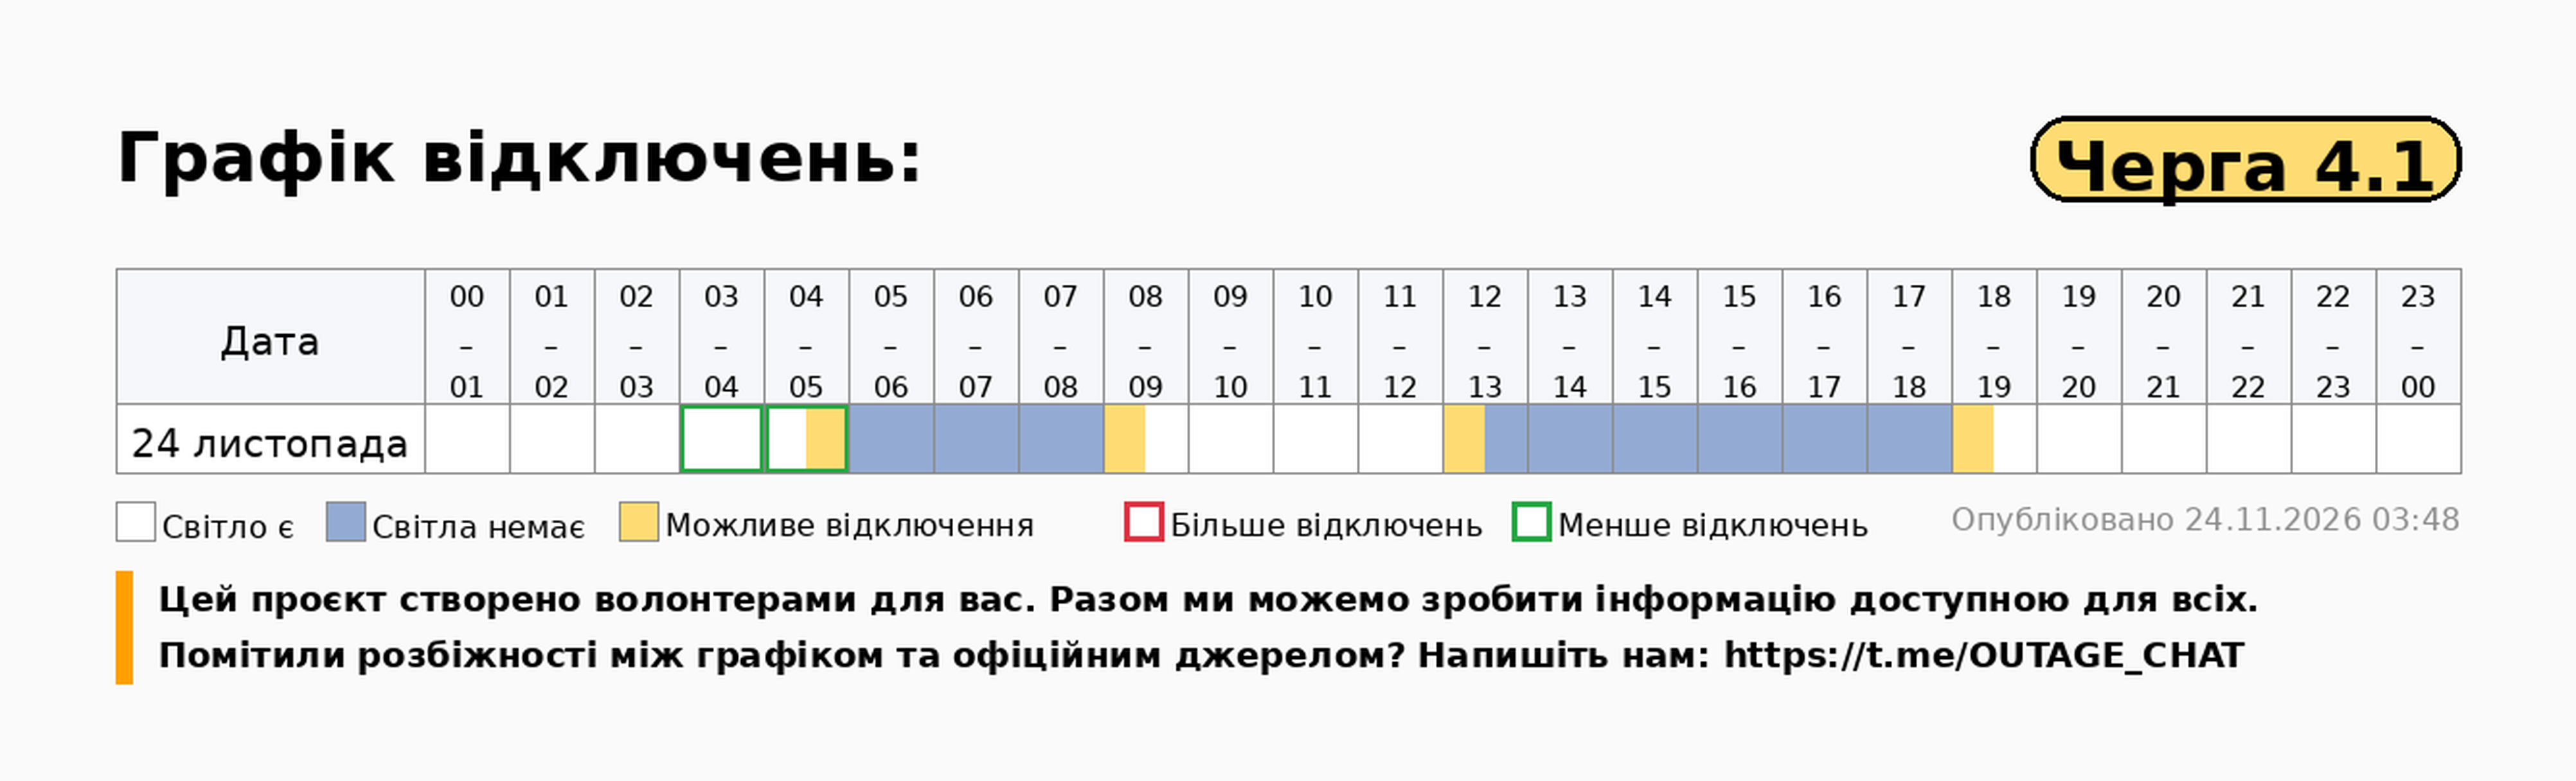 Графік відключень:
Черга 4.1
Дата
00 – 01
01 – 02
02 – 03
03 – 04
04 – 05
05 – 06
06 – 07
07 – 08
08 – 09
09 – 10
10 – 11
11 – 12
12 – 13
13 – 14
14 – 15
15 – 16
16 – 17
17 – 18
18 – 19
19 – 20
20 – 21
21 – 22
22 – 23
23 – 00
24 листопада
Світло є
Світла немає
Можливе відключення
Більше відключень
Менше відключень
Опубліковано 24.11.2026 03:48
Цей проєкт створено волонтерами для вас. Разом ми можемо зробити інформацію доступною для всіх.
Помітили розбіжності між графіком та офіційним джерелом? Напишіть нам: https://t.me/OUTAGE_CHAT